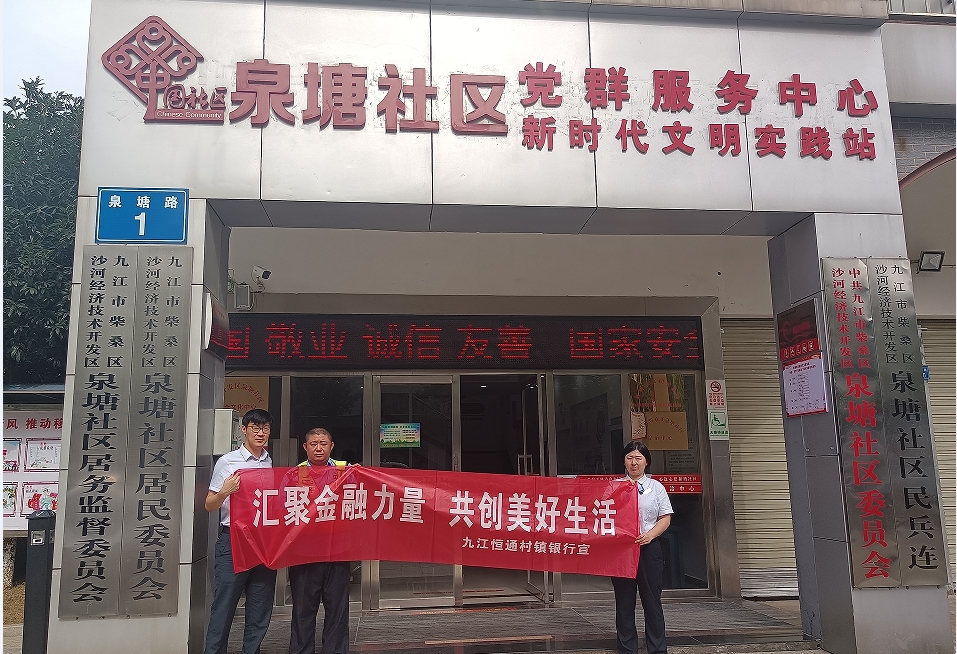 中国社区
Chinese Community
泉塘社区
党群服务中心
新时代文明实践站
泉塘路
1
九江市柴桑区
沙河经济技术开发区
泉塘社区居务监督委员会
九江市柴桑区
沙河经济技术开发区
泉塘社区居民委员会
国 敬业 诚信 友善 国家安全
中共九江市柴桑区
沙河经济技术开发区
泉塘社区委员会
九江市柴桑区
沙河经济技术开发区
泉塘社区民兵连
风 推动移
汇聚金融力量 共创美好生活
九江恒通村镇银行宣